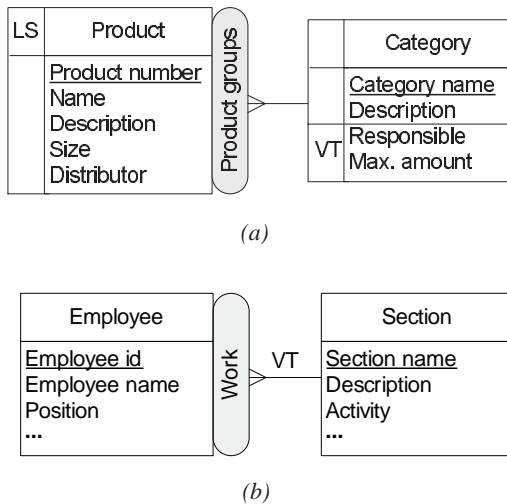 LS
Product
Product number
Name
Description
Size
Distributor
Product groups
Category
Category name
Description
VT
Responsible
Max. amount
(a)
Employee
Employee id
Employee name
Position
...
Work
VT
Section
Section name
Description
Activity
...
(b)